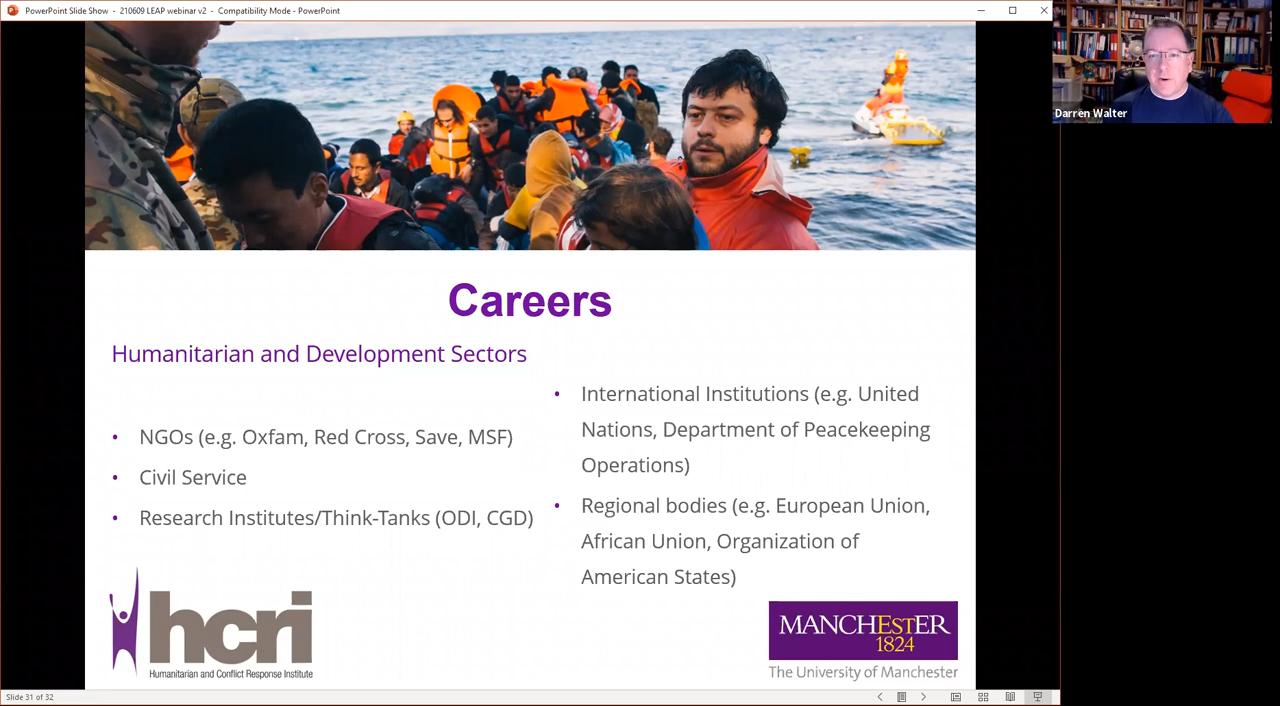 PowerPoint Slide Show - 210609 LEAP webinar v2 - Compatibility Mode - PowerPoint
Darren Walter
Careers
Humanitarian and Development Sectors
• NGOs (e.g. Oxfam, Red Cross, Save, MSF)
• Civil Service
• Research Institutes/Think-Tanks (ODI, CGD)
• International Institutions (e.g. United
Nations, Department of Peacekeeping
Operations)
• Regional bodies (e.g. European Union,
African Union, Organization of
American States)
hcri
Humanitarian and Conflict Response Institute
MANCHESTER
1824
The University of Manchester
Slide 31 of 32